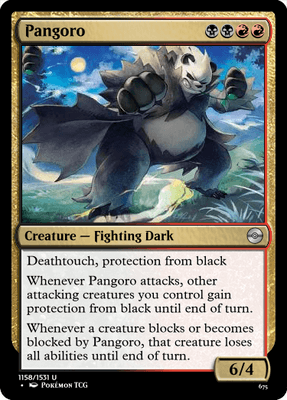 Pangoro
Creature — Fighting Dark
Deathtouch, protection from black
Whenever Pangoro attacks, other
attacking creatures you control gain
protection from black until end of turn.
Whenever a creature blocks or becomes
blocked by Pangoro, that creature loses
all abilities until end of turn.
6/4
1158/1531 U
• Pokémon TCG
675